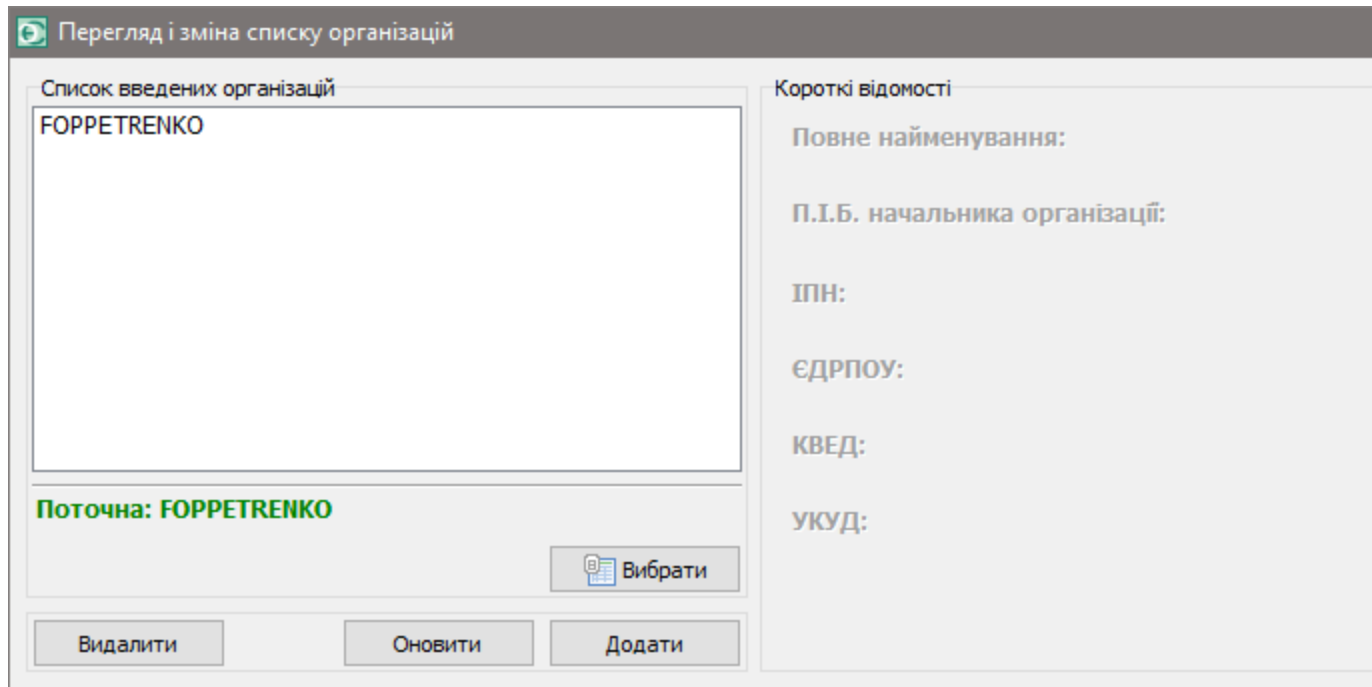 Перегляд і зміна списку організацій
Список введених організацій
FOPPETRENKO
Поточна: FOPPETRENKO
Вибрати
Видалити
Оновити
Додати
Короткі відомості
Повне найменування:
П.І.Б. начальника організації:
ІПН:
ЄДРПОУ:
КВЕД:
УКУД: